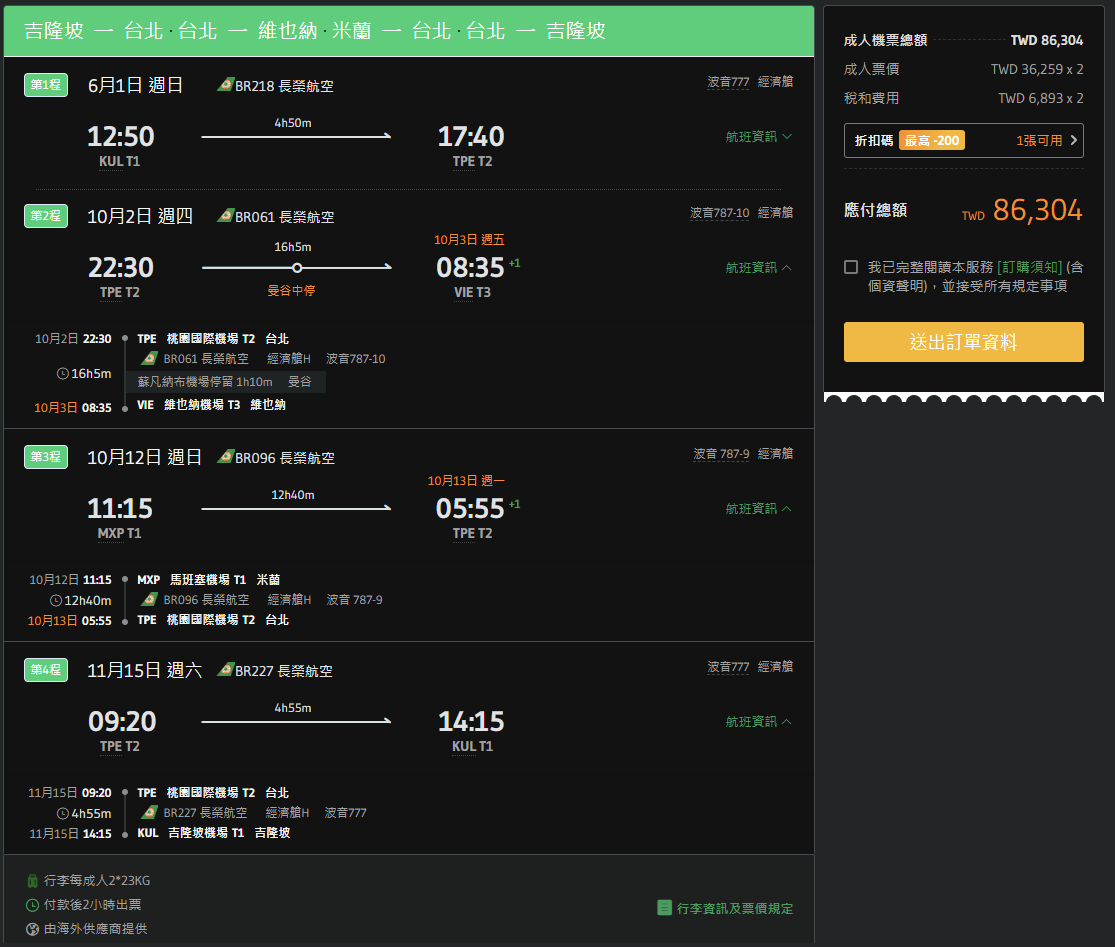 吉隆坡 — 台北·台北 — 維也納·米蘭 — 台北·台北 — 吉隆坡
第1程 6月1日 週日 BR218 長榮航空 波音777 經濟艙
4h50m
12:50 17:40 航班資訊
KUL T1 TPE T2
第2程 10月2日 週四 BR061 長榮航空 波音787-10 經濟艙
10月3日 週五
16h5m
22:30 08:35 +1 航班資訊
TPE T2 曼谷中停 VIE T3
10月2日 22:30 TPE 桃園國際機場 T2 台北
BR061 長榮航空 經濟艙H 波音787-10
16h5m
蘇凡納布機場停留 1h10m 曼谷
10月3日 08:35 VIE 維也納機場 T3 維也納
第3程 10月12日 週日 BR096 長榮航空 波音 787-9 經濟艙
10月13日 週一
12h40m
11:15 05:55 +1 航班資訊
MXP T1 TPE T2
10月12日 11:15 MXP 馬班塞機場 T1 米蘭
12h40m BR096 長榮航空 經濟艙H 波音 787-9
10月13日 05:55 TPE 桃園國際機場 T2 台北
第4程 11月15日 週六 BR227 長榮航空 波音777 經濟艙
4h55m
09:20 14:15 航班資訊
TPE T2 KUL T1
11月15日 09:20 TPE 桃園國際機場 T2 台北
4h55m BR227 長榮航空 經濟艙H 波音777
11月15日 14:15 KUL 吉隆坡機場 T1 吉隆坡
行李每成人2*23KG
付款後2小時出票
由海外供應商提供
行李資訊及票價規定
成人機票總額 TWD 86,304
成人票價 TWD 36,259 x 2
稅和費用 TWD 6,893 x 2
折扣碼 最高 -200 1張可用
應付總額 TWD 86,304
我已完整閱讀本服務 [訂購須知] (含
個資聲明)，並接受所有規定事項
送出訂單資料